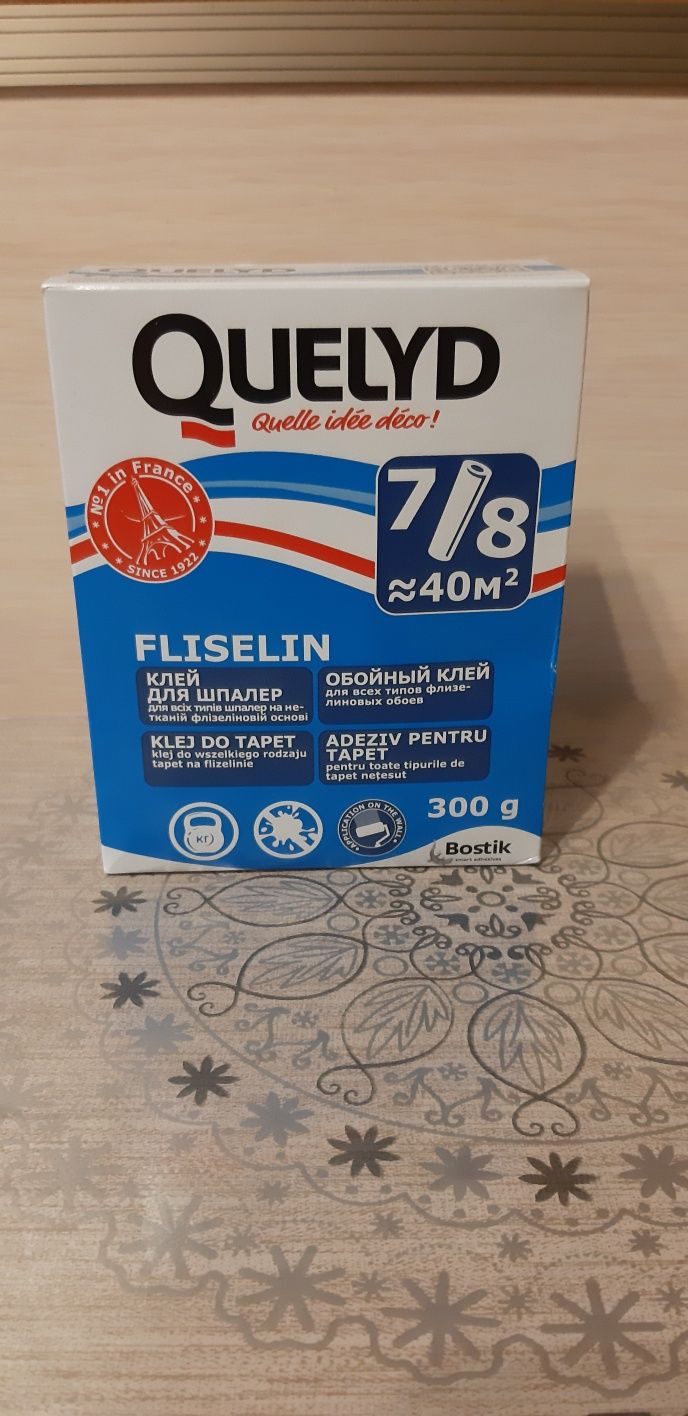 QUELYD
QUELYD
Quelle idée déco!
№1 in France
SINCE 1922
7/8
≈40м²
FLISELIN
КЛЕЙ
ДЛЯ ШПАЛЕР
для всіх типів шпалер на не-
тканій флізеліновій основі
ОБОЙНЫЙ КЛЕЙ
для всех типов флизе-
линовых обоев
KLEJ DO TAPET
klej do wszelkiego rodzaju
tapet na flizelinie
ADEZIV PENTRU
TAPET
pentru toate tipurile de
tapet nețesut
кг
APPLICATION ON THE WALL
300 g
Bostik
smart adhesives